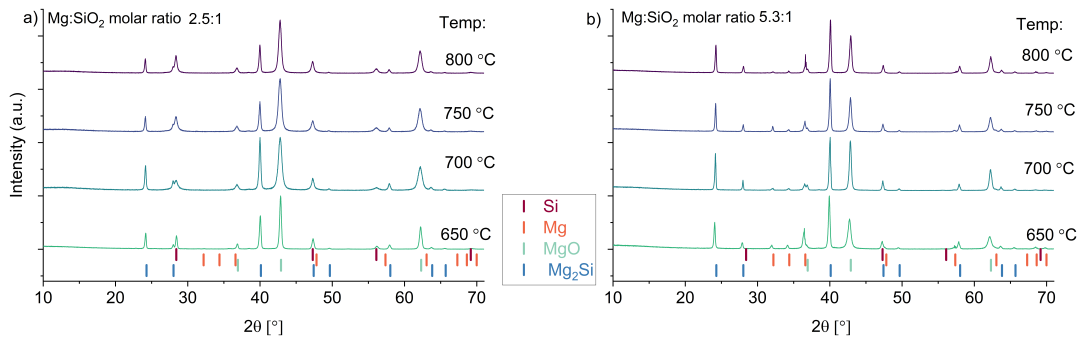 a) Mg:SiO₂ molar ratio 2.5:1
Temp:
800 °C
750 °C
700 °C
650 °C
Intensity (a.u.)
10 20 30 40 50 60 70
2θ [°]
Si
Mg
MgO
Mg₂Si
b) Mg:SiO₂ molar ratio 5.3:1
Temp:
800 °C
750 °C
700 °C
650 °C
10 20 30 40 50 60 70
2θ [°]